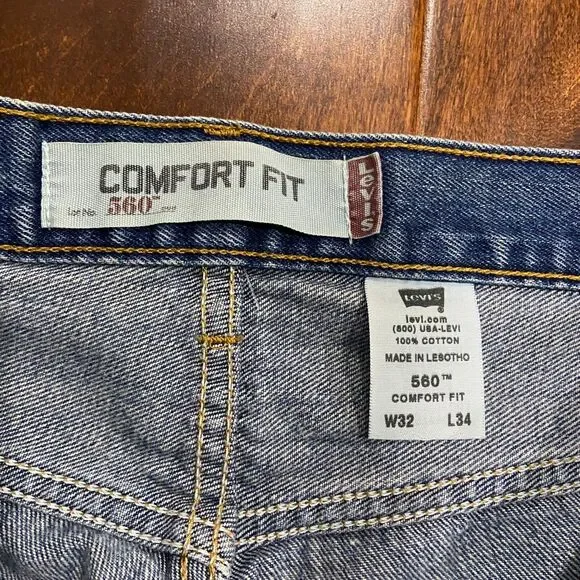 COMFORT FIT
Lot No. 560™
LEVI'S
LEVI'S
levi.com
(800) USA-LEVI
100% COTTON
MADE IN LESOTHO
560™
COMFORT FIT
W32 L34